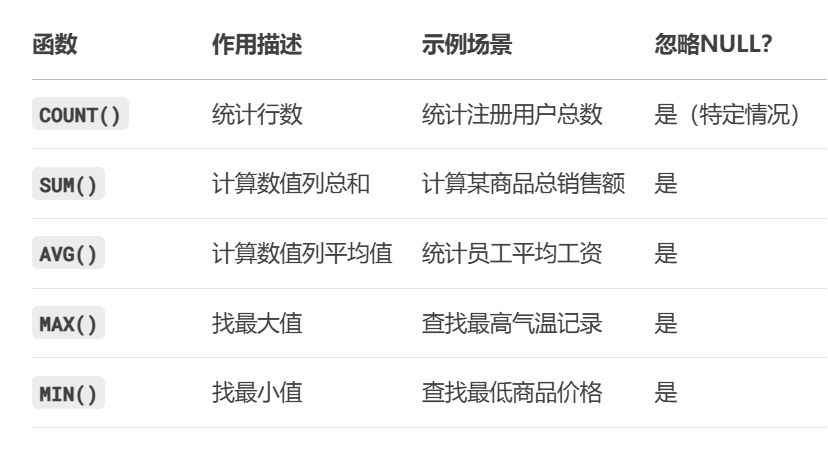 函数 作用描述 示例场景 忽略NULL?
COUNT() 统计行数 统计注册用户总数 是（特定情况）
SUM() 计算数值列总和 计算某商品总销售额 是
AVG() 计算数值列平均值 统计员工平均工资 是
MAX() 找最大值 查找最高气温记录 是
MIN() 找最小值 查找最低商品价格 是